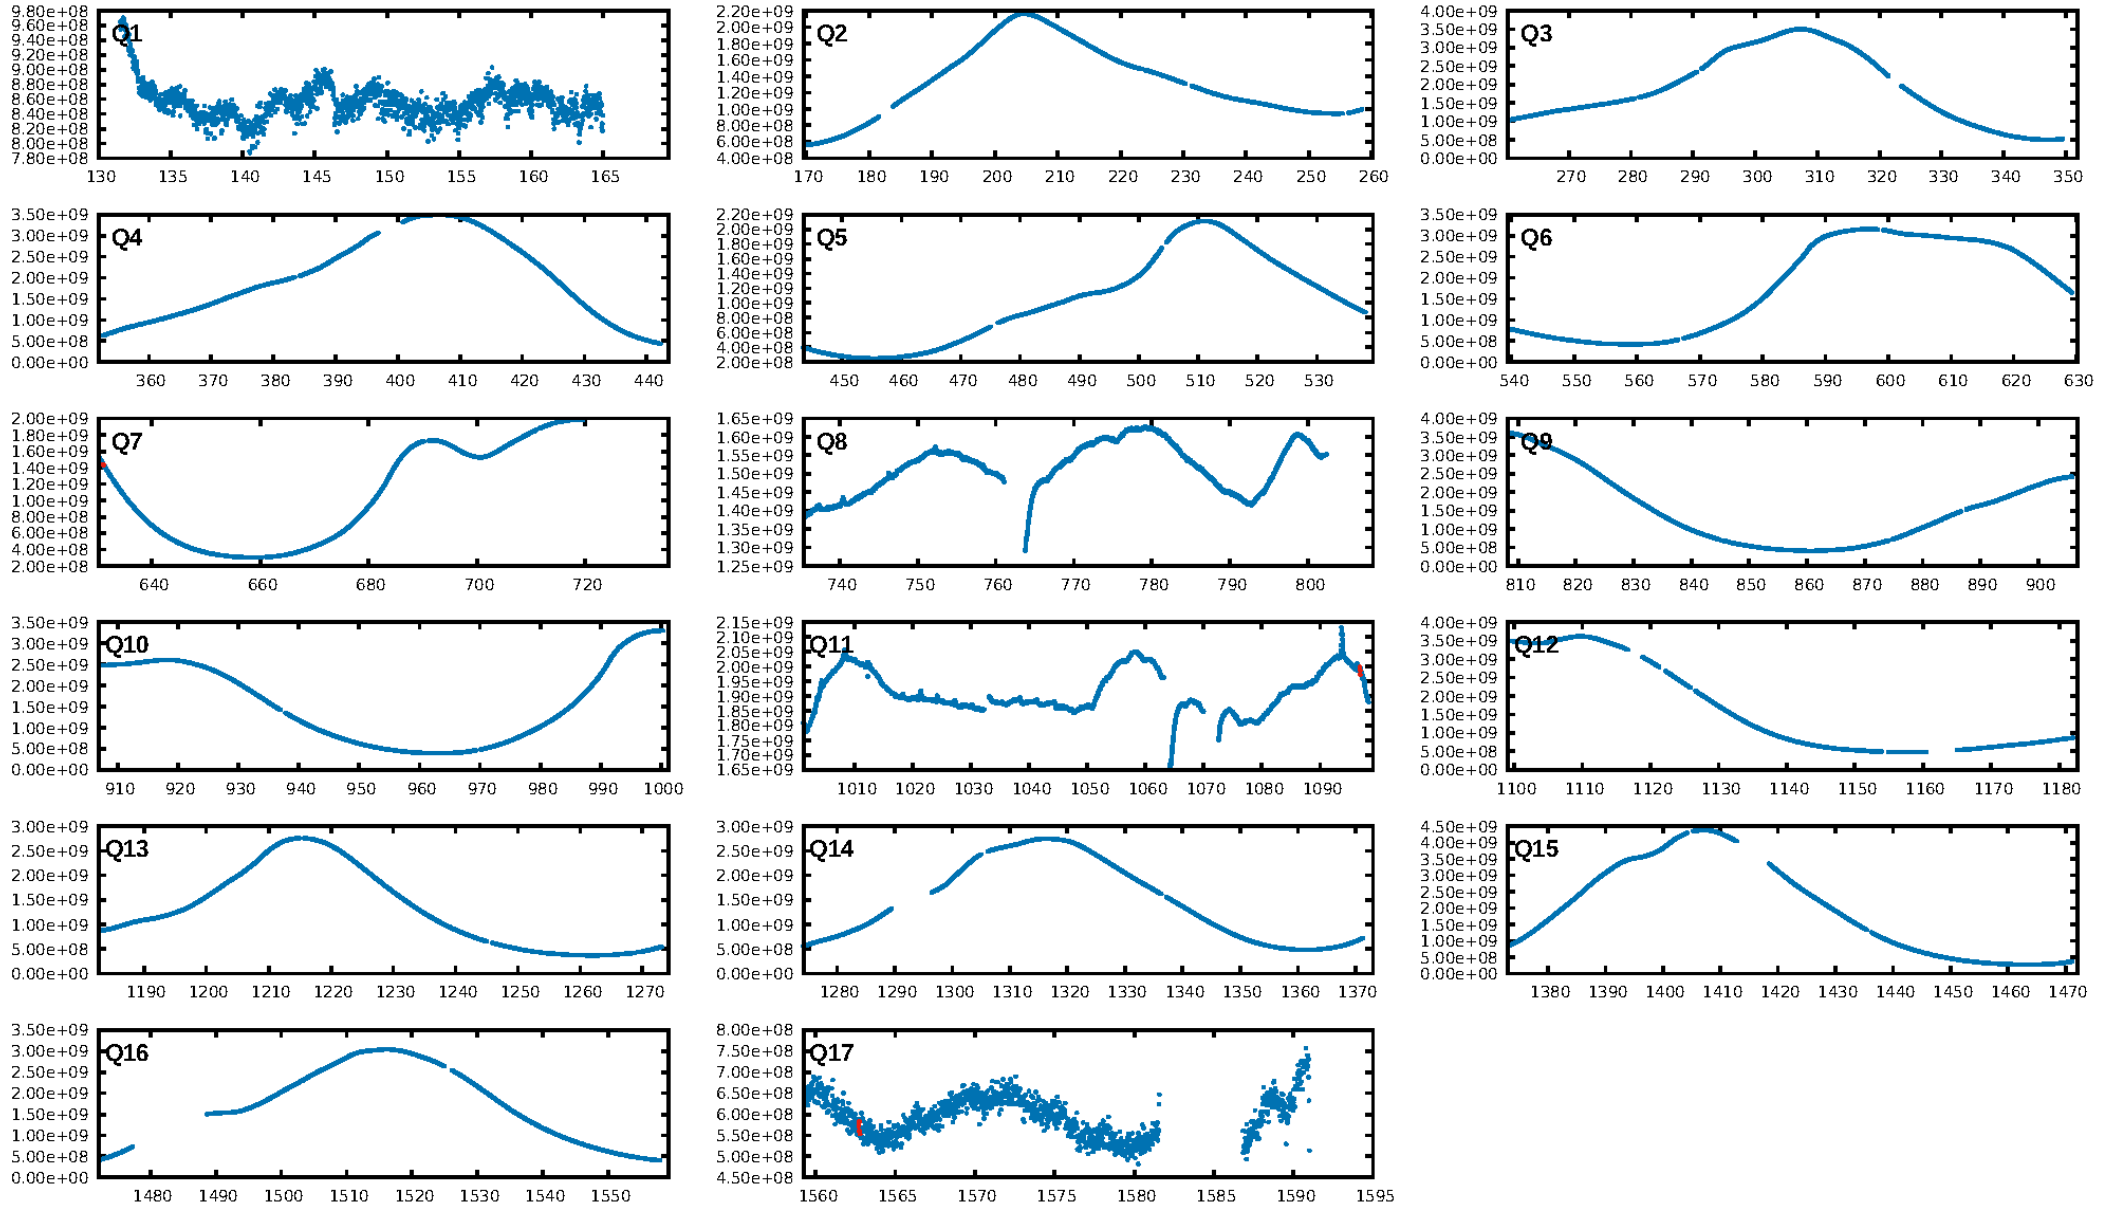 Q1
9.80e+08
9.60e+08
9.40e+08
9.20e+08
9.00e+08
8.80e+08
8.60e+08
8.40e+08
8.20e+08
8.00e+08
7.80e+08
130 135 140 145 150 155 160 165
Q2
2.20e+09
2.00e+09
1.80e+09
1.60e+09
1.40e+09
1.20e+09
1.00e+09
8.00e+08
6.00e+08
4.00e+08
170 180 190 200 210 220 230 240 250 260
Q3
4.00e+09
3.50e+09
3.00e+09
2.50e+09
2.00e+09
1.50e+09
1.00e+09
5.00e+08
0.00e+00
270 280 290 300 310 320 330 340 350
Q4
3.50e+09
3.00e+09
2.50e+09
2.00e+09
1.50e+09
1.00e+09
5.00e+08
0.00e+00
360 370 380 390 400 410 420 430 440
Q5
2.20e+09
2.00e+09
1.80e+09
1.60e+09
1.40e+09
1.20e+09
1.00e+09
8.00e+08
6.00e+08
4.00e+08
2.00e+08
450 460 470 480 490 500 510 520 530
Q6
3.50e+09
3.00e+09
2.50e+09
2.00e+09
1.50e+09
1.00e+09
5.00e+08
0.00e+00
540 550 560 570 580 590 600 610 620 630
Q7
2.00e+09
1.80e+09
1.60e+09
1.40e+09
1.20e+09
1.00e+09
8.00e+08
6.00e+08
4.00e+08
2.00e+08
640 660 680 700 720
Q8
1.65e+09
1.60e+09
1.55e+09
1.50e+09
1.45e+09
1.40e+09
1.35e+09
1.30e+09
1.25e+09
740 750 760 770 780 790 800
Q9
4.00e+09
3.50e+09
3.00e+09
2.50e+09
2.00e+09
1.50e+09
1.00e+09
5.00e+08
0.00e+00
810 820 830 840 850 860 870 880 890 900
Q10
3.50e+09
3.00e+09
2.50e+09
2.00e+09
1.50e+09
1.00e+09
5.00e+08
0.00e+00
910 920 930 940 950 960 970 980 990 1000
Q11
2.15e+09
2.10e+09
2.05e+09
2.00e+09
1.95e+09
1.90e+09
1.85e+09
1.80e+09
1.75e+09
1.70e+09
1.65e+09
1010 1020 1030 1040 1050 1060 1070 1080 1090
Q12
4.00e+09
3.50e+09
3.00e+09
2.50e+09
2.00e+09
1.50e+09
1.00e+09
5.00e+08
0.00e+00
1100 1110 1120 1130 1140 1150 1160 1170 1180
Q13
3.00e+09
2.50e+09
2.00e+09
1.50e+09
1.00e+09
5.00e+08
0.00e+00
1190 1200 1210 1220 1230 1240 1250 1260 1270
Q14
3.00e+09
2.50e+09
2.00e+09
1.50e+09
1.00e+09
5.00e+08
0.00e+00
1280 1290 1300 1310 1320 1330 1340 1350 1360 1370
Q15
4.50e+09
4.00e+09
3.50e+09
3.00e+09
2.50e+09
2.00e+09
1.50e+09
1.00e+09
5.00e+08
0.00e+00
1380 1390 1400 1410 1420 1430 1440 1450 1460 1470
Q16
3.50e+09
3.00e+09
2.50e+09
2.00e+09
1.50e+09
1.00e+09
5.00e+08
0.00e+00
1480 1490 1500 1510 1520 1530 1540 1550
Q17
8.00e+08
7.50e+08
7.00e+08
6.50e+08
6.00e+08
5.50e+08
5.00e+08
4.50e+08
1560 1565 1570 1575 1580 1585 1590 1595